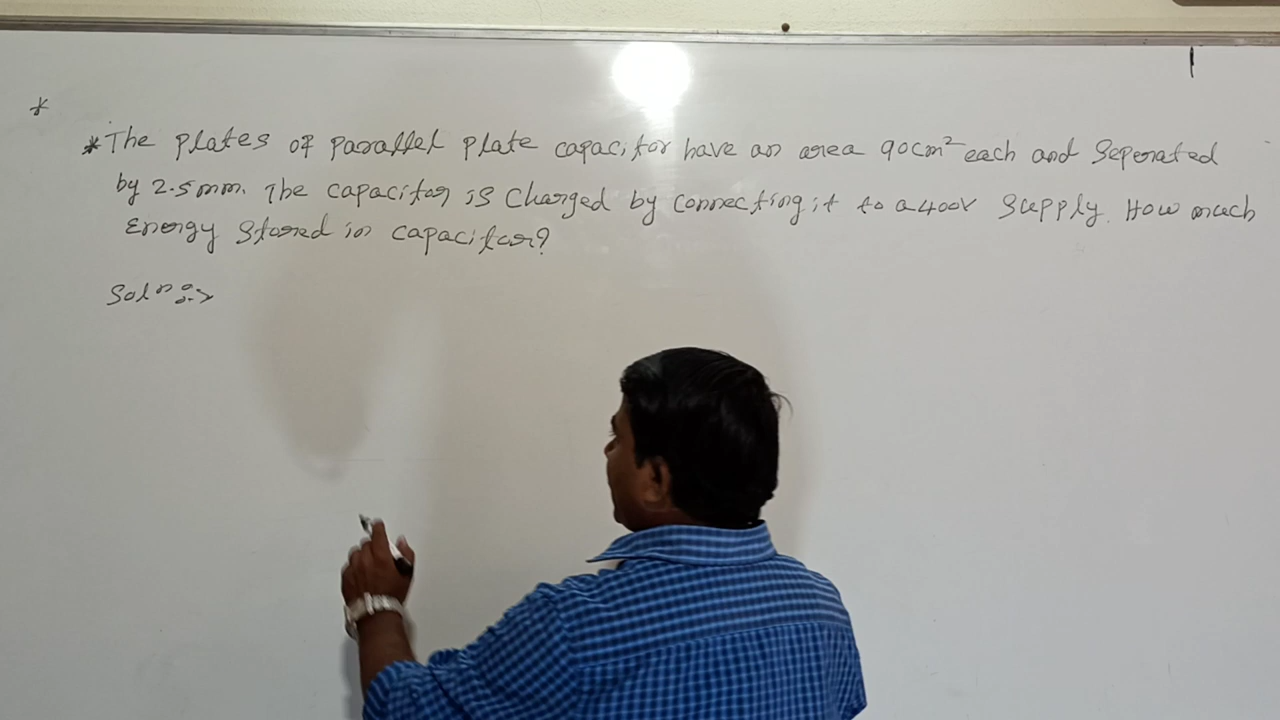 *
*The plates of parallel plate capacitor have an area 90cm² each and Seperated
by 2.5mm. The capacitor is Charged by connecting it to a 400V Supply. How much
Energy Stored in capacitor?
Solⁿ:->